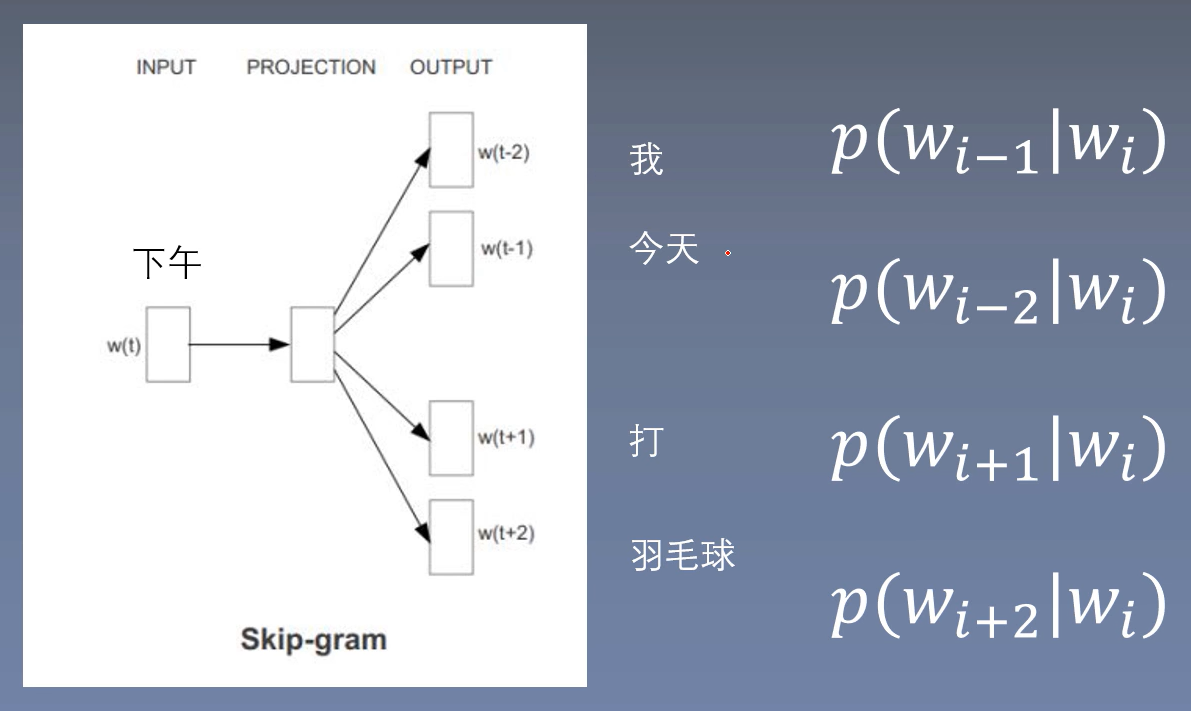 INPUT PROJECTION OUTPUT
w(t-2)
w(t-1)
下午
w(t)
w(t+1)
w(t+2)
Skip-gram
我
p(w_{i-1}|w_i)
今天
p(w_{i-2}|w_i)
打
p(w_{i+1}|w_i)
羽毛球
p(w_{i+2}|w_i)